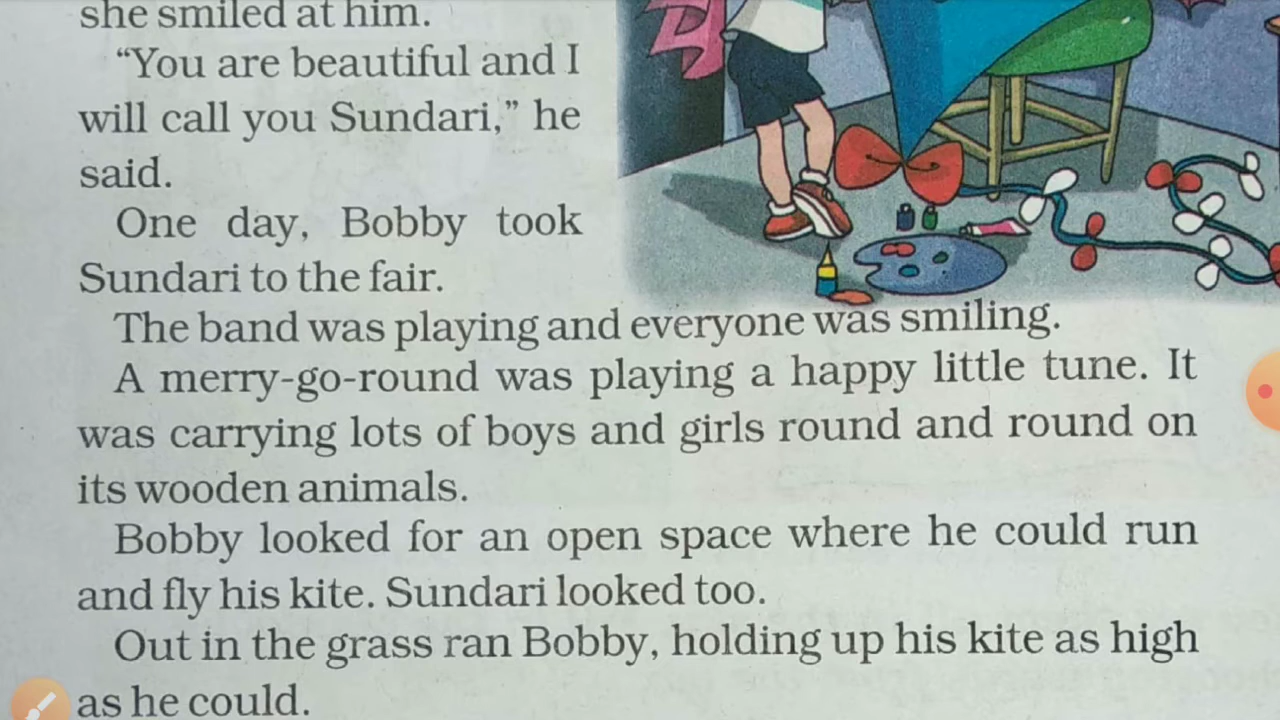 she smiled at him.
“You are beautiful and I
will call you Sundari,” he
said.
One day, Bobby took
Sundari to the fair.
The band was playing and everyone was smiling.
A merry-go-round was playing a happy little tune. It
was carrying lots of boys and girls round and round on
its wooden animals.
Bobby looked for an open space where he could run
and fly his kite. Sundari looked too.
Out in the grass ran Bobby, holding up his kite as high
as he could.